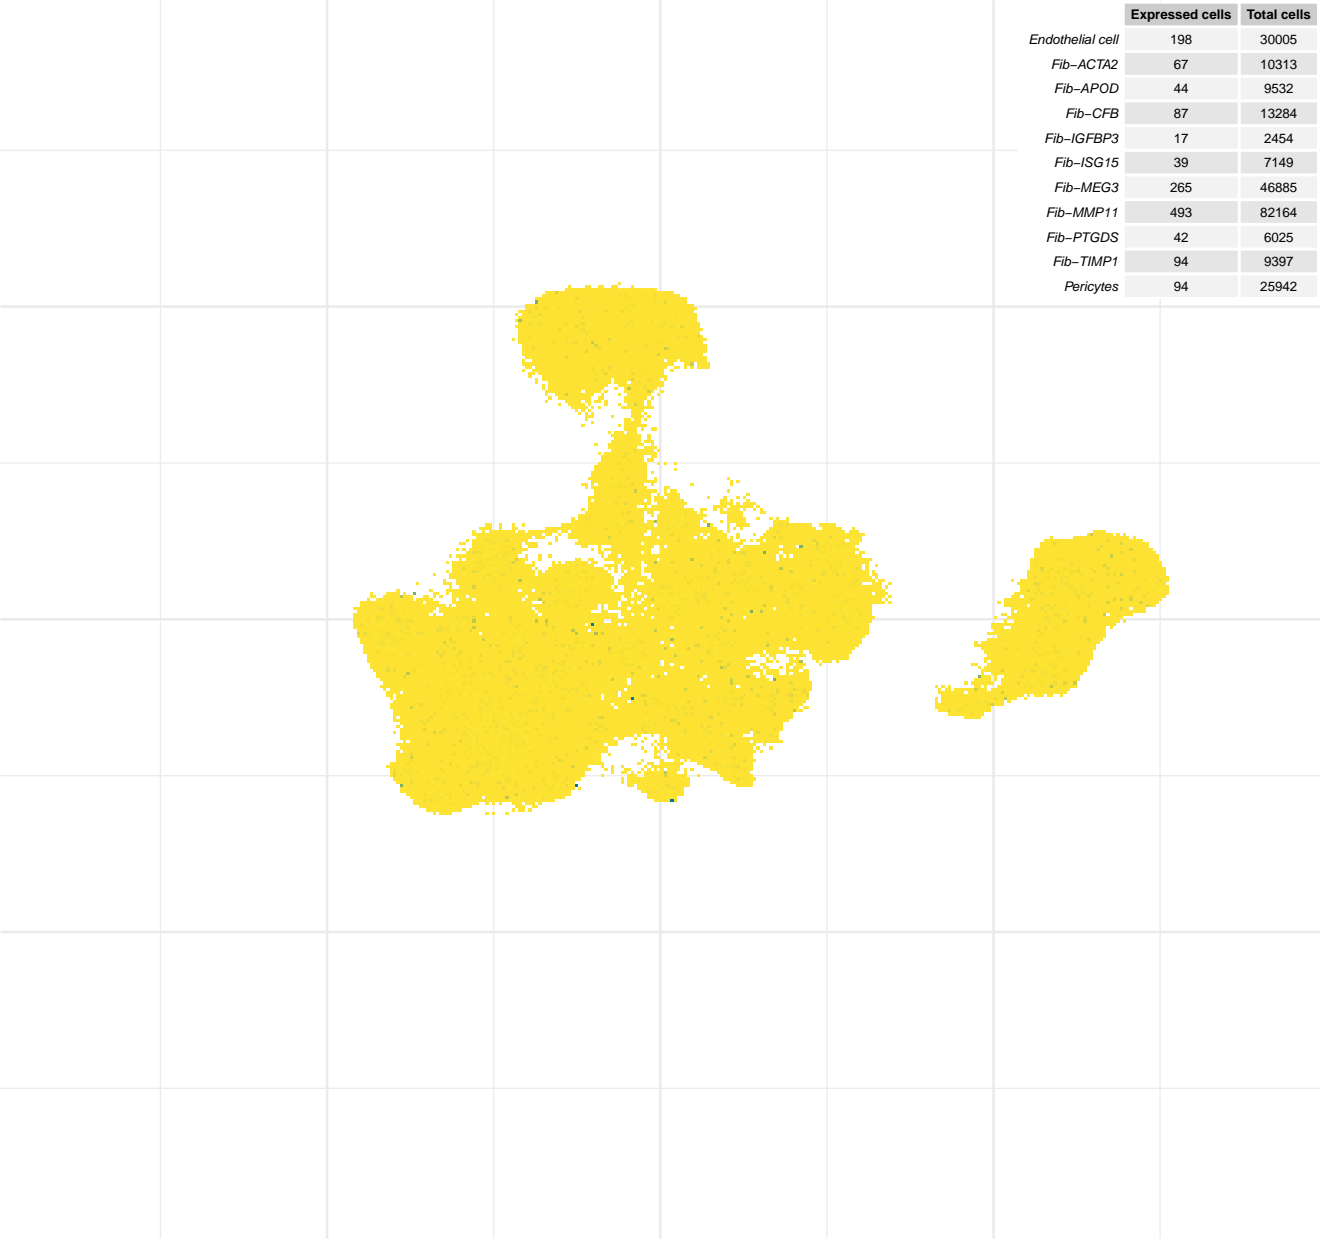 Expressed cells Total cells
Endothelial cell 198 30005
Fib−ACTA2 67 10313
Fib−APOD 44 9532
Fib−CFB 87 13284
Fib−IGFBP3 17 2454
Fib−ISG15 39 7149
Fib−MEG3 265 46885
Fib−MMP11 493 82164
Fib−PTGDS 42 6025
Fib−TIMP1 94 9397
Pericytes 94 25942